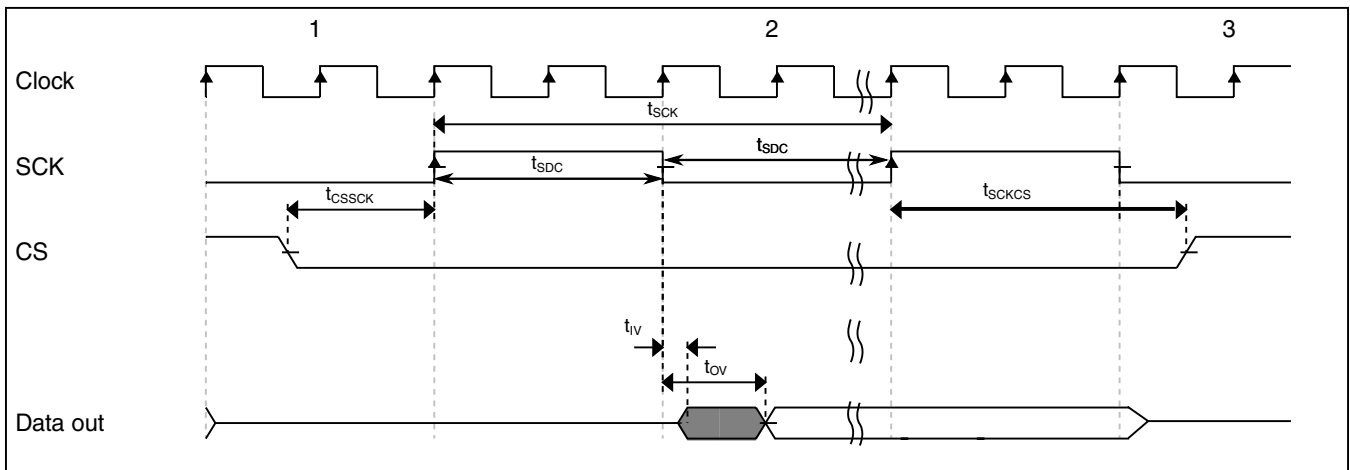 1 2 3
Clock
tSCK
SCK
tSDC
tSDC
tCSSCK
tSCKCS
CS
tIV
tOV
Data out